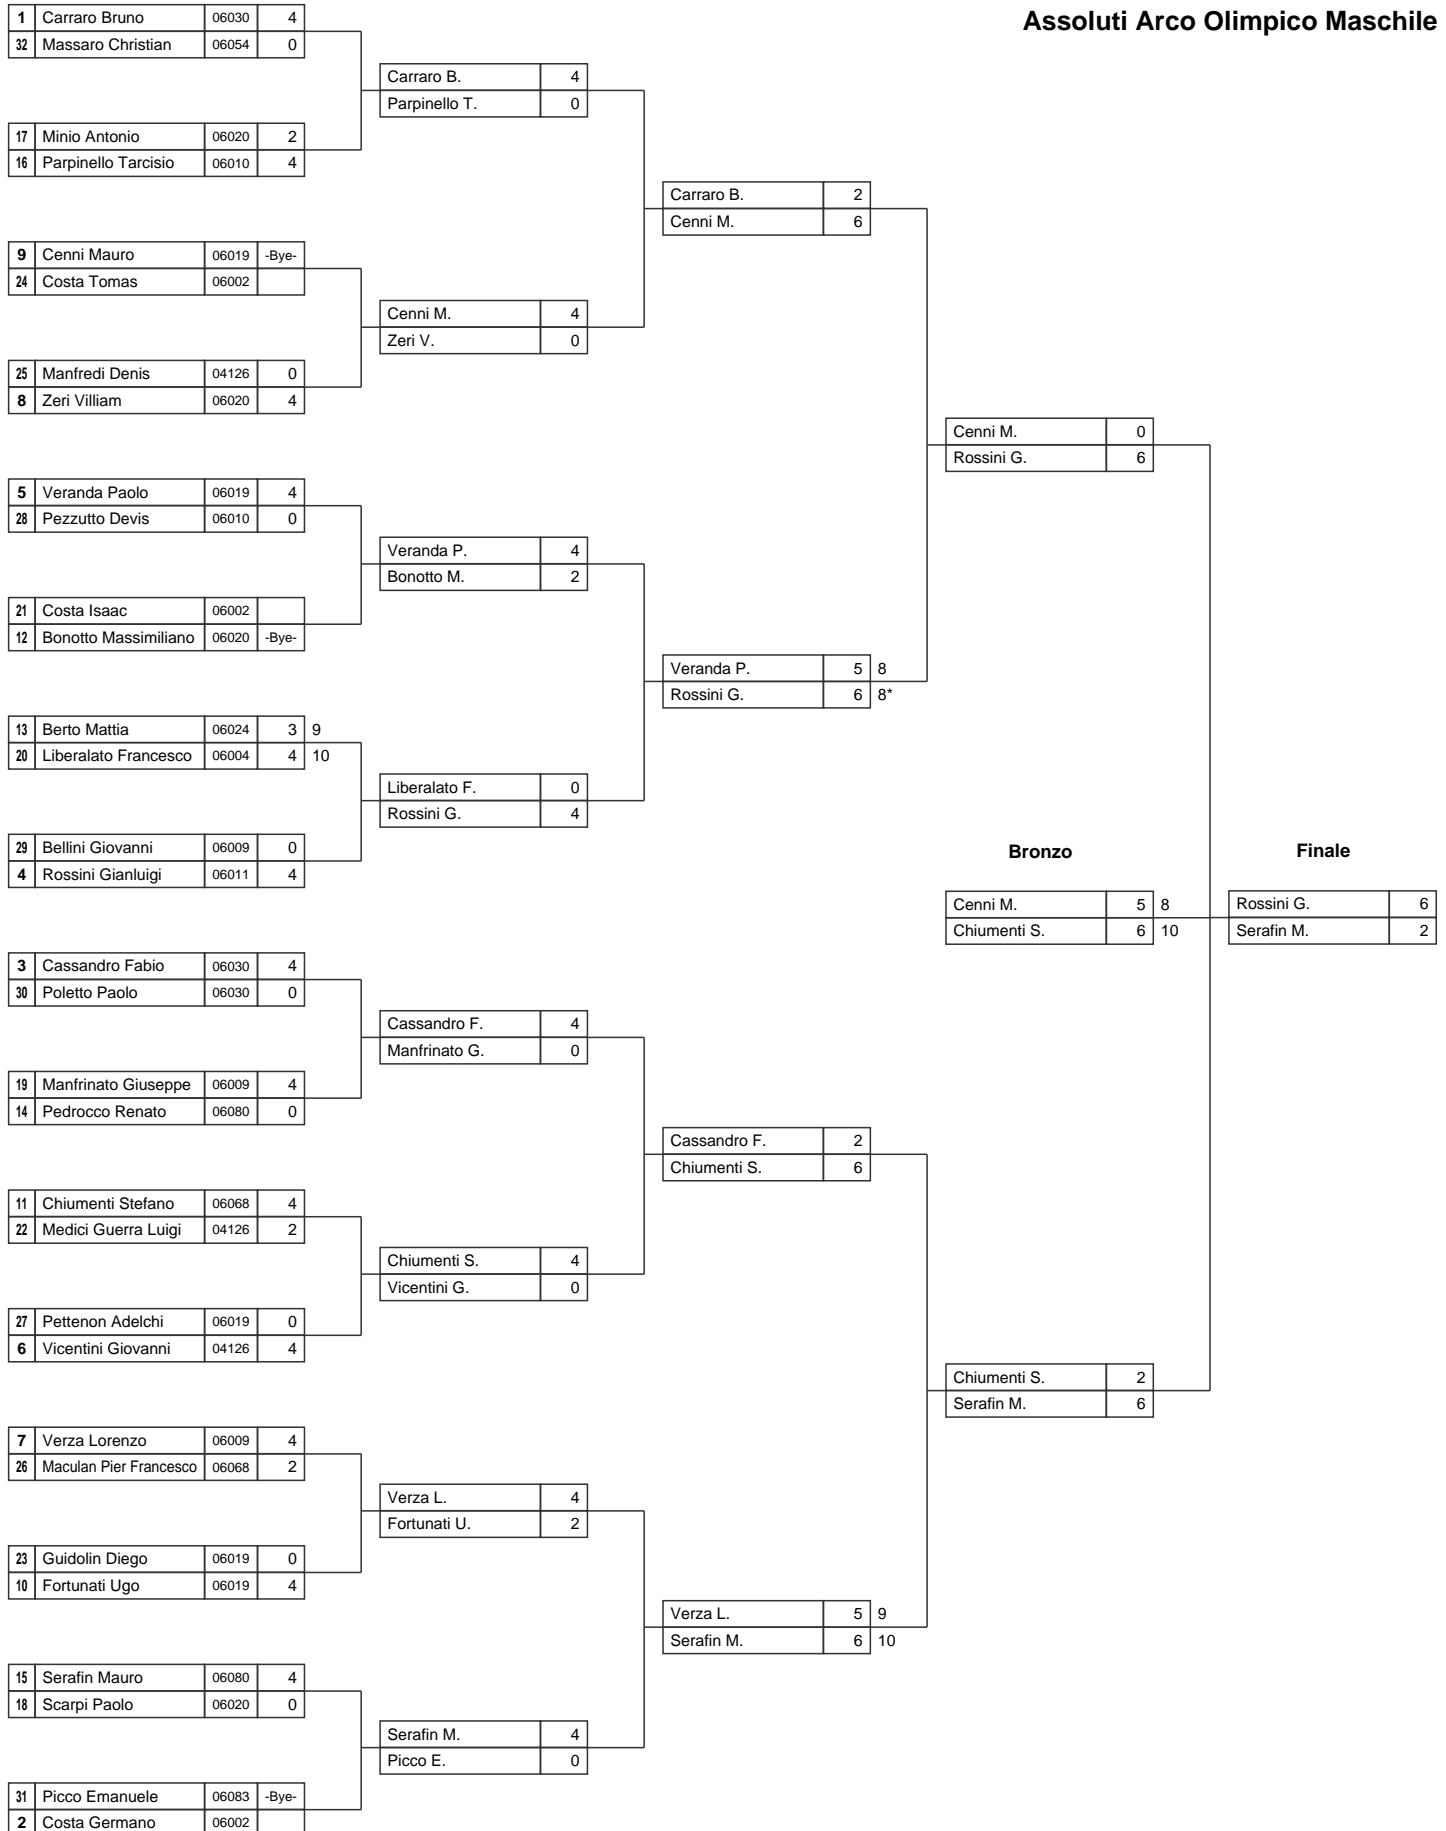 Assoluti Arco Olimpico Maschile
1 Carraro Bruno 06030 4
32 Massaro Christian 06054 0
Carraro B. 4
Parpinello T. 0
17 Minio Antonio 06020 2
16 Parpinello Tarcisio 06010 4
Carraro B. 2
Cenni M. 6
9 Cenni Mauro 06019 -Bye-
24 Costa Tomas 06002
Cenni M. 4
Zeri V. 0
25 Manfredi Denis 04126 0
8 Zeri Villiam 06020 4
Cenni M. 0
Rossini G. 6
5 Veranda Paolo 06019 4
28 Pezzutto Devis 06010 0
Veranda P. 4
Bonotto M. 2
21 Costa Isaac 06002
12 Bonotto Massimiliano 06020 -Bye-
Veranda P. 5 8
Rossini G. 6 8*
13 Berto Mattia 06024 3 9
20 Liberalato Francesco 06004 4 10
Liberalato F. 0
Rossini G. 4
29 Bellini Giovanni 06009 0
4 Rossini Gianluigi 06011 4
Bronzo Finale
Cenni M. 5 8 Rossini G. 6
Chiumenti S. 6 10 Serafin M. 2
3 Cassandro Fabio 06030 4
30 Poletto Paolo 06030 0
Cassandro F. 4
Manfrinato G. 0
19 Manfrinato Giuseppe 06009 4
14 Pedrocco Renato 06080 0
Cassandro F. 2
Chiumenti S. 6
11 Chiumenti Stefano 06068 4
22 Medici Guerra Luigi 04126 2
Chiumenti S. 4
Vicentini G. 0
27 Pettenon Adelchi 06019 0
6 Vicentini Giovanni 04126 4
Chiumenti S. 2
Serafin M. 6
7 Verza Lorenzo 06009 4
26 Maculan Pier Francesco 06068 2
Verza L. 4
Fortunati U. 2
23 Guidolin Diego 06019 0
10 Fortunati Ugo 06019 4
Verza L. 5 9
Serafin M. 6 10
15 Serafin Mauro 06080 4
18 Scarpi Paolo 06020 0
Serafin M. 4
Picco E. 0
31 Picco Emanuele 06083 -Bye-
2 Costa Germano 06002